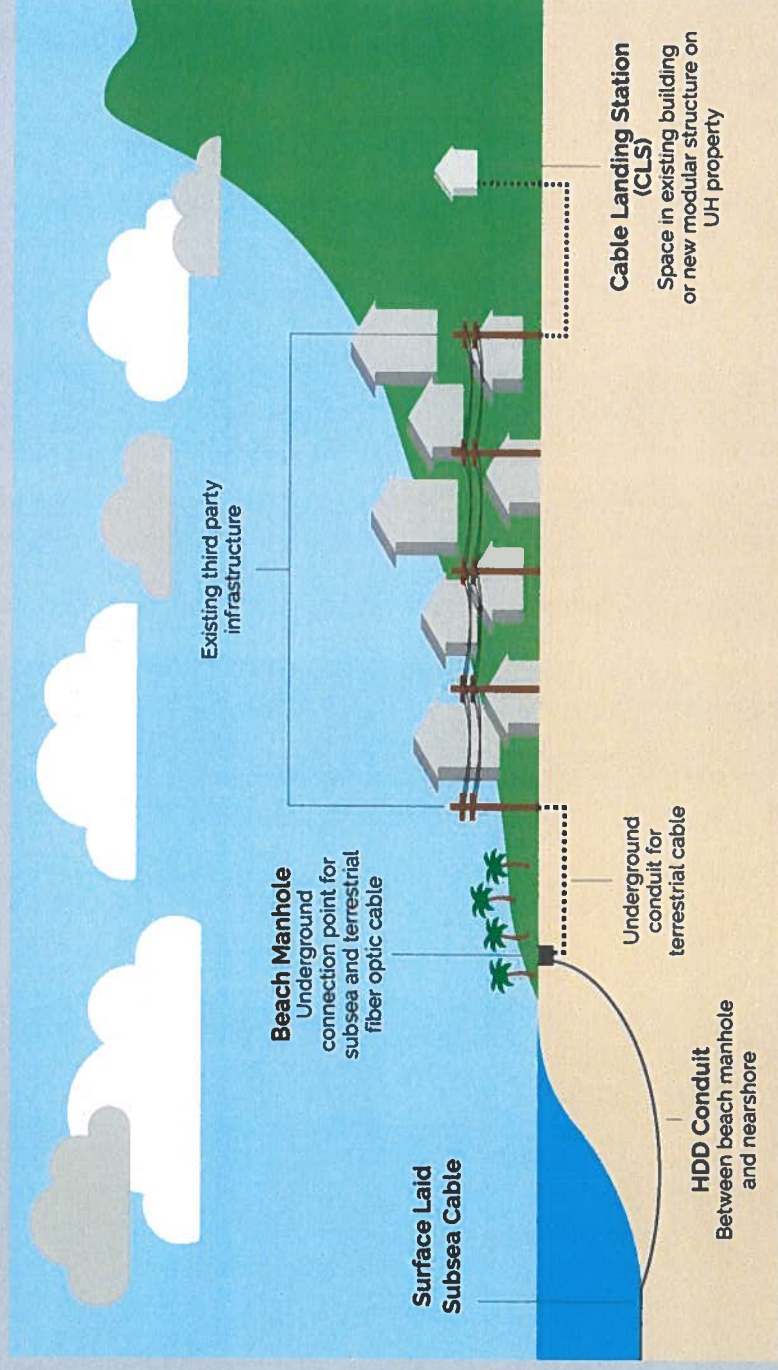 Surface Laid
Subsea Cable
Beach Manhole
Underground
connection point for
subsea and terrestrial
fiber optic cable
Existing third party
infrastructure
HDD Conduit
Between beach manhole
and nearshore
Underground
conduit for
terrestrial cable
Cable Landing Station
(CLS)
Space in existing building
or new modular structure on
UH property